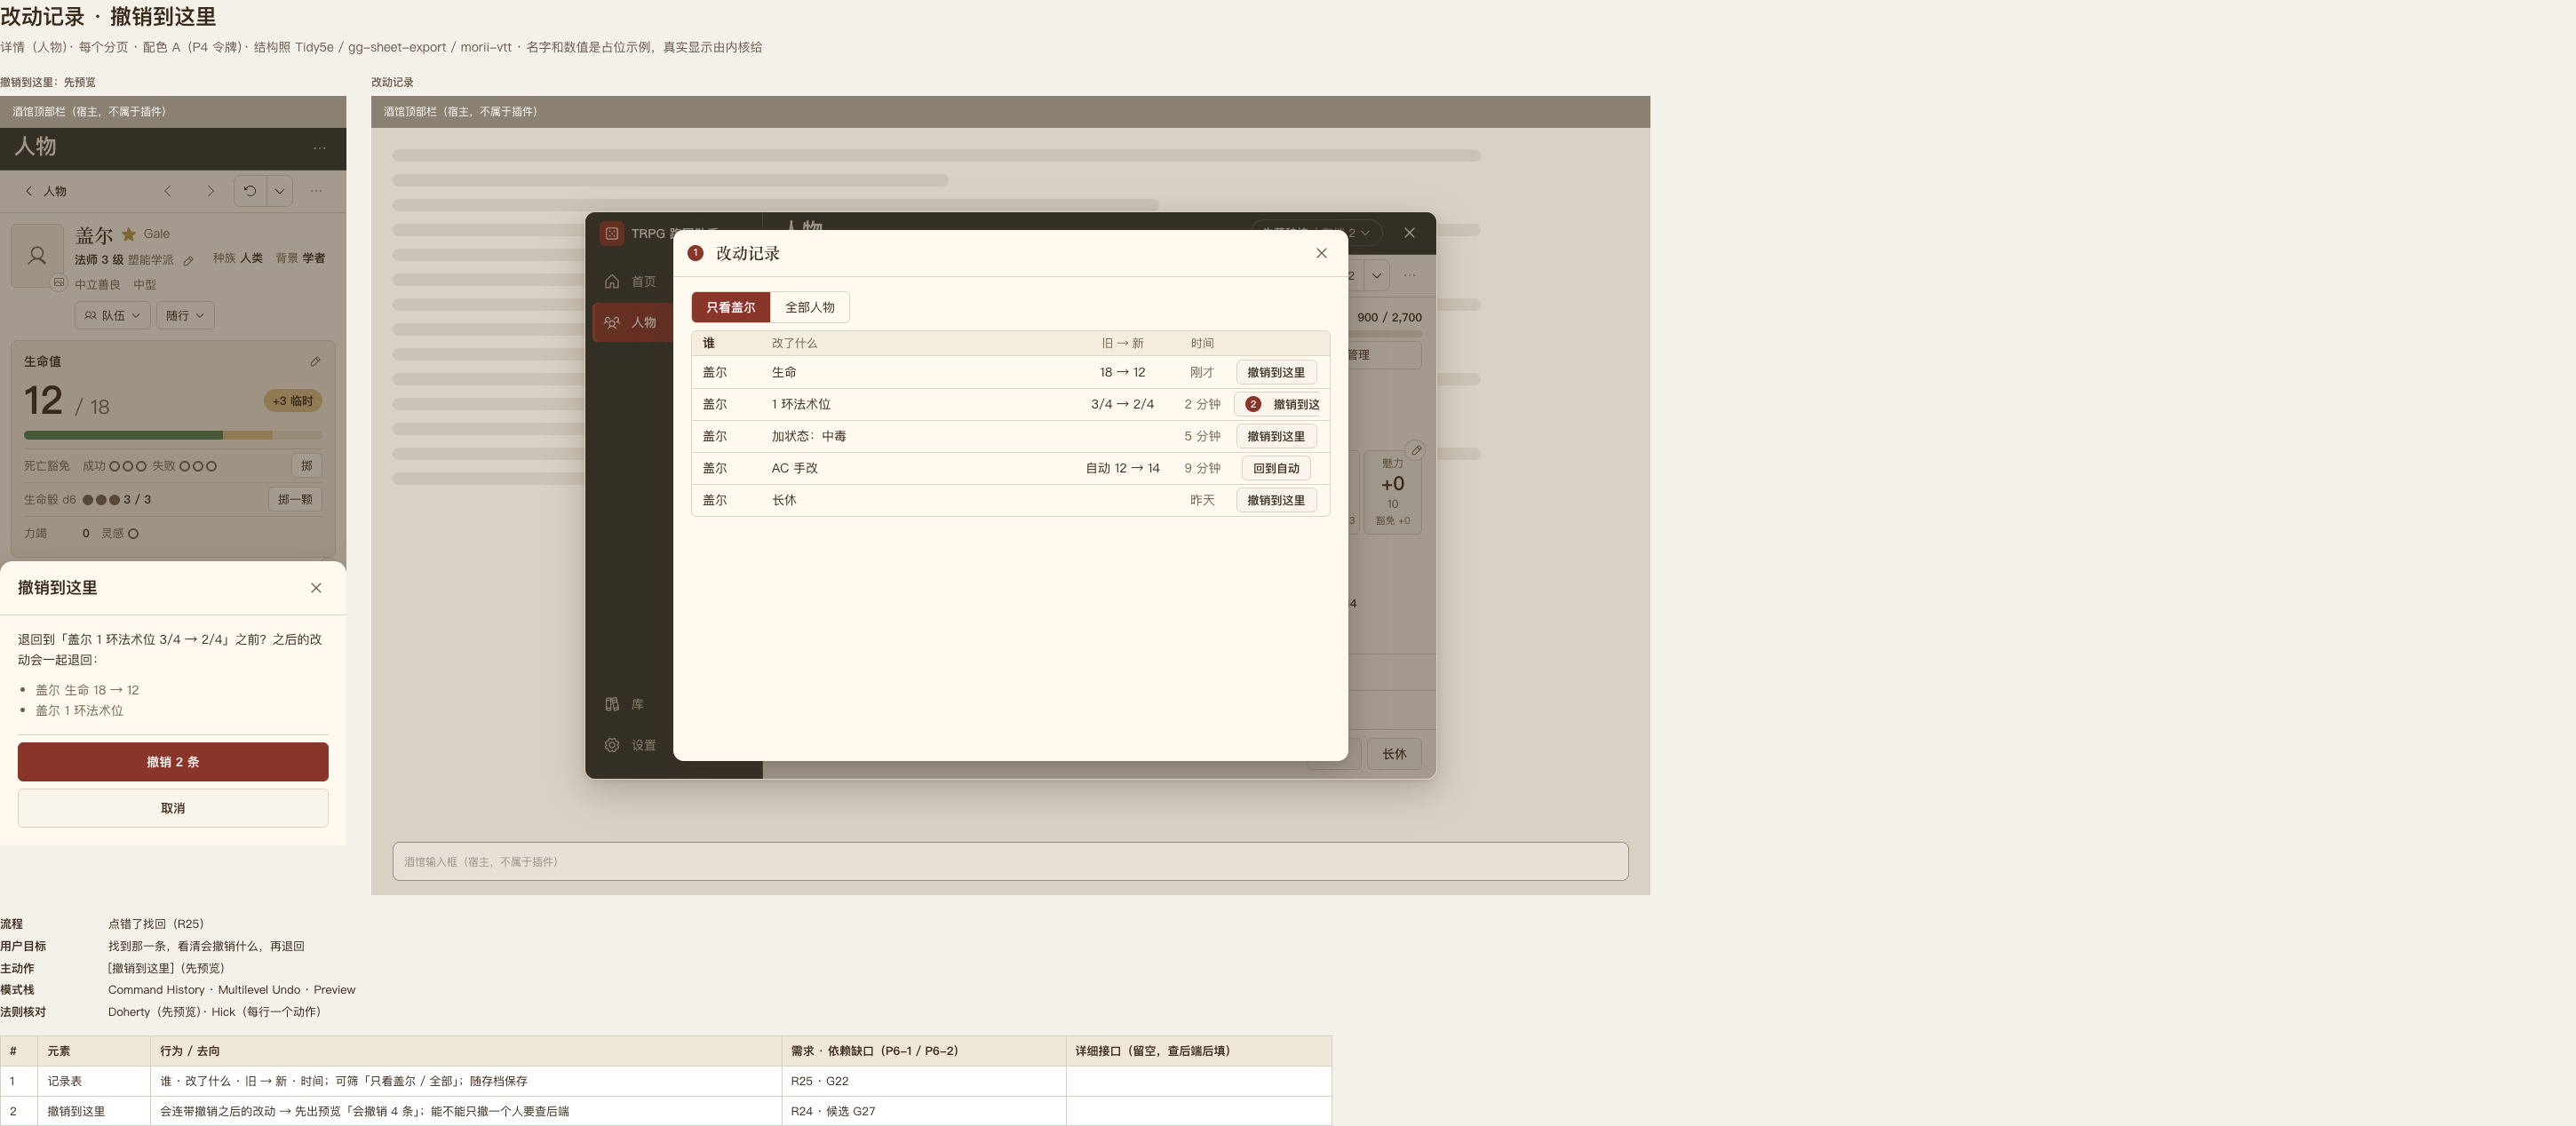 改动记录 · 撤销到这里
详情（人物）· 每个分页 · 配色 A（P4 令牌）· 结构照 Tidy5e / gg-sheet-export / morii-vtt · 名字和数值是占位示例，真实显示由内核给
撤销到这里：先预览
酒馆顶部栏（宿主，不属于插件）
人物
人物
盖尔 Gale
法师 3 级 塑能学派 种族 人类 背景 学者
中立善良 中型
队伍 随行
生命值
12 / 18 +3 临时
死亡豁免 成功 失败 掷
生命骰 d6 3 / 3 掷一颗
力竭 0 灵感
撤销到这里
退回到「盖尔 1 环法术位 3/4 → 2/4」之前？之后的改
动会一起退回：
• 盖尔 生命 18 → 12
• 盖尔 1 环法术位
撤销 2 条
取消
改动记录
酒馆顶部栏（宿主，不属于插件）
TRPG
人物
2
首页
人物
库
设置
1 改动记录
只看盖尔 全部人物
谁 改了什么 旧 → 新 时间
盖尔 生命 18 → 12 刚才 撤销到这里
盖尔 1 环法术位 3/4 → 2/4 2 分钟 2 撤销到这
盖尔 加状态：中毒 5 分钟 撤销到这里
盖尔 AC 手改 自动 12 → 14 9 分钟 回到自动
盖尔 长休 昨天 撤销到这里
2
900 / 2,700
管理
魅力
+0
10
3 豁免 +0
4
长休
酒馆输入框（宿主，不属于插件）
流程 点错了找回（R25）
用户目标 找到那一条，看清会撤销什么，再退回
主动作 [撤销到这里]（先预览）
模式栈 Command History · Multilevel Undo · Preview
法则核对 Doherty（先预览）· Hick（每行一个动作）
# 元素 行为 / 去向 需求 · 依赖缺口（P6-1 / P6-2） 详细接口（留空，查后端后填）
1 记录表 谁 · 改了什么 · 旧 → 新 · 时间；可筛「只看盖尔 / 全部」；随存档保存 R25 · G22
2 撤销到这里 会连带撤销之后的改动 → 先出预览「会撤销 4 条」；能不能只撤一个人要查后端 R24 · 候选 G27